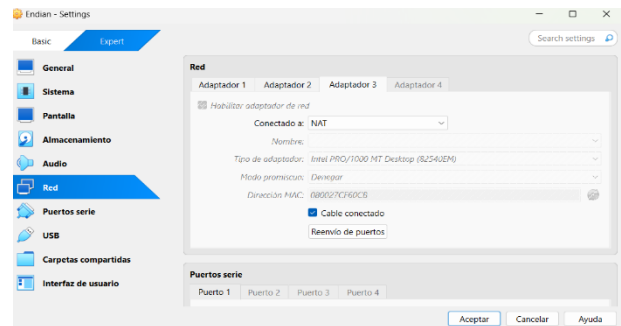 Endian - Settings
Basic Expert Search settings
General
Sistema
Pantalla
Almacenamiento
Audio
Red
Puertos serie
USB
Carpetas compartidas
Interfaz de usuario
Red
Adaptador 1 Adaptador 2 Adaptador 3 Adaptador 4
Habilitar adaptador de red
Conectado a: NAT
Nombre:
Tipo de adaptador: Intel PRO/1000 MT Desktop (82540EM)
Modo promiscuo: Denegar
Dirección MAC: 080027CF60CB
Cable conectado
Reenvío de puertos
Puertos serie
Puerto 1 Puerto 2 Puerto 3 Puerto 4
Aceptar Cancelar Ayuda